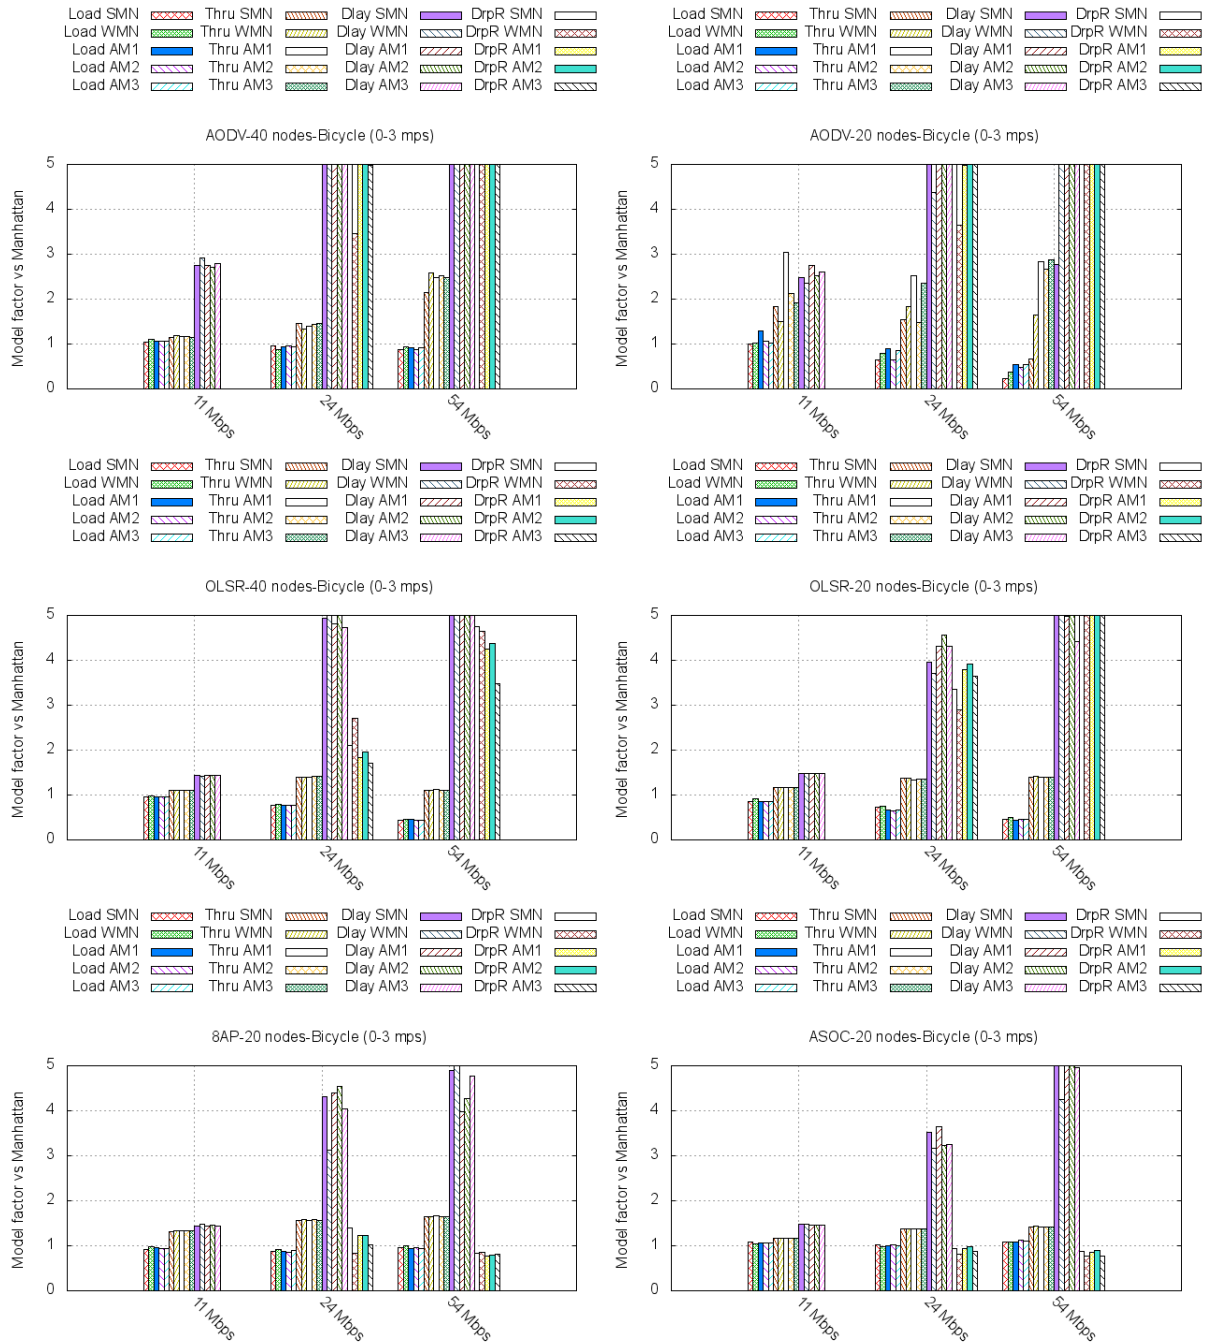 Load SMN Thru SMN Dlay SMN DrpR SMN
Load WMN Thru WMN Dlay WMN DrpR WMN
Load AM1 Thru AM1 Dlay AM1 DrpR AM1
Load AM2 Thru AM2 Dlay AM2 DrpR AM2
Load AM3 Thru AM3 Dlay AM3 DrpR AM3
AODV-40 nodes-Bicycle (0-3 mps)
Model factor vs Manhattan
5
4
3
2
1
0
11 Mbps
24 Mbps
54 Mbps
Load SMN Thru SMN Dlay SMN DrpR SMN
Load WMN Thru WMN Dlay WMN DrpR WMN
Load AM1 Thru AM1 Dlay AM1 DrpR AM1
Load AM2 Thru AM2 Dlay AM2 DrpR AM2
Load AM3 Thru AM3 Dlay AM3 DrpR AM3
AODV-20 nodes-Bicycle (0-3 mps)
Model factor vs Manhattan
5
4
3
2
1
0
11 Mbps
24 Mbps
54 Mbps
Load SMN Thru SMN Dlay SMN DrpR SMN
Load WMN Thru WMN Dlay WMN DrpR WMN
Load AM1 Thru AM1 Dlay AM1 DrpR AM1
Load AM2 Thru AM2 Dlay AM2 DrpR AM2
Load AM3 Thru AM3 Dlay AM3 DrpR AM3
OLSR-40 nodes-Bicycle (0-3 mps)
Model factor vs Manhattan
5
4
3
2
1
0
11 Mbps
24 Mbps
54 Mbps
Load SMN Thru SMN Dlay SMN DrpR SMN
Load WMN Thru WMN Dlay WMN DrpR WMN
Load AM1 Thru AM1 Dlay AM1 DrpR AM1
Load AM2 Thru AM2 Dlay AM2 DrpR AM2
Load AM3 Thru AM3 Dlay AM3 DrpR AM3
OLSR-20 nodes-Bicycle (0-3 mps)
Model factor vs Manhattan
5
4
3
2
1
0
11 Mbps
24 Mbps
54 Mbps
Load SMN Thru SMN Dlay SMN DrpR SMN
Load WMN Thru WMN Dlay WMN DrpR WMN
Load AM1 Thru AM1 Dlay AM1 DrpR AM1
Load AM2 Thru AM2 Dlay AM2 DrpR AM2
Load AM3 Thru AM3 Dlay AM3 DrpR AM3
8AP-20 nodes-Bicycle (0-3 mps)
Model factor vs Manhattan
5
4
3
2
1
0
11 Mbps
24 Mbps
54 Mbps
Load SMN Thru SMN Dlay SMN DrpR SMN
Load WMN Thru WMN Dlay WMN DrpR WMN
Load AM1 Thru AM1 Dlay AM1 DrpR AM1
Load AM2 Thru AM2 Dlay AM2 DrpR AM2
Load AM3 Thru AM3 Dlay AM3 DrpR AM3
ASOC-20 nodes-Bicycle (0-3 mps)
Model factor vs Manhattan
5
4
3
2
1
0
11 Mbps
24 Mbps
54 Mbps